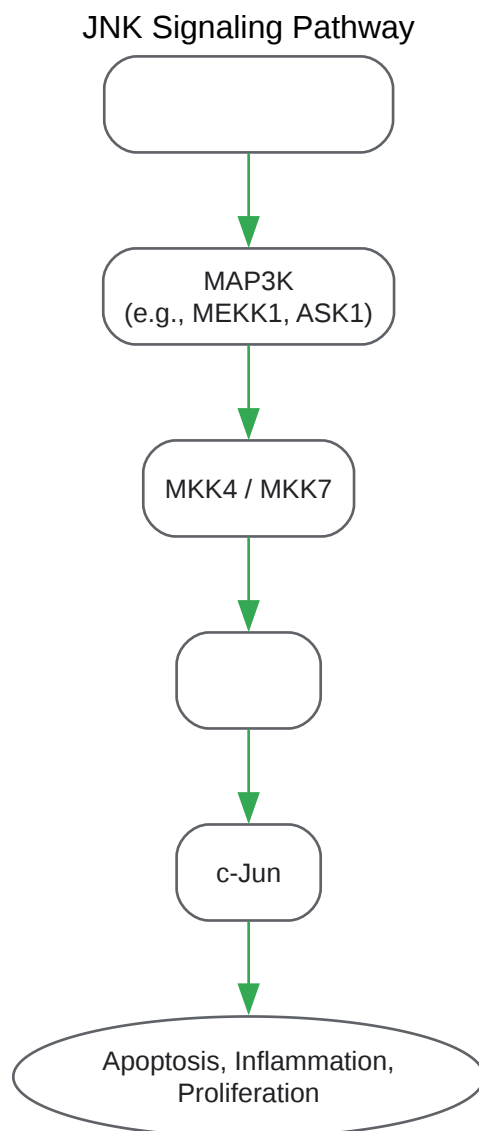 JNK Signaling Pathway
MAP3K
(e.g., MEKK1, ASK1)
MKK4 / MKK7
c-Jun
Apoptosis, Inflammation,
Proliferation